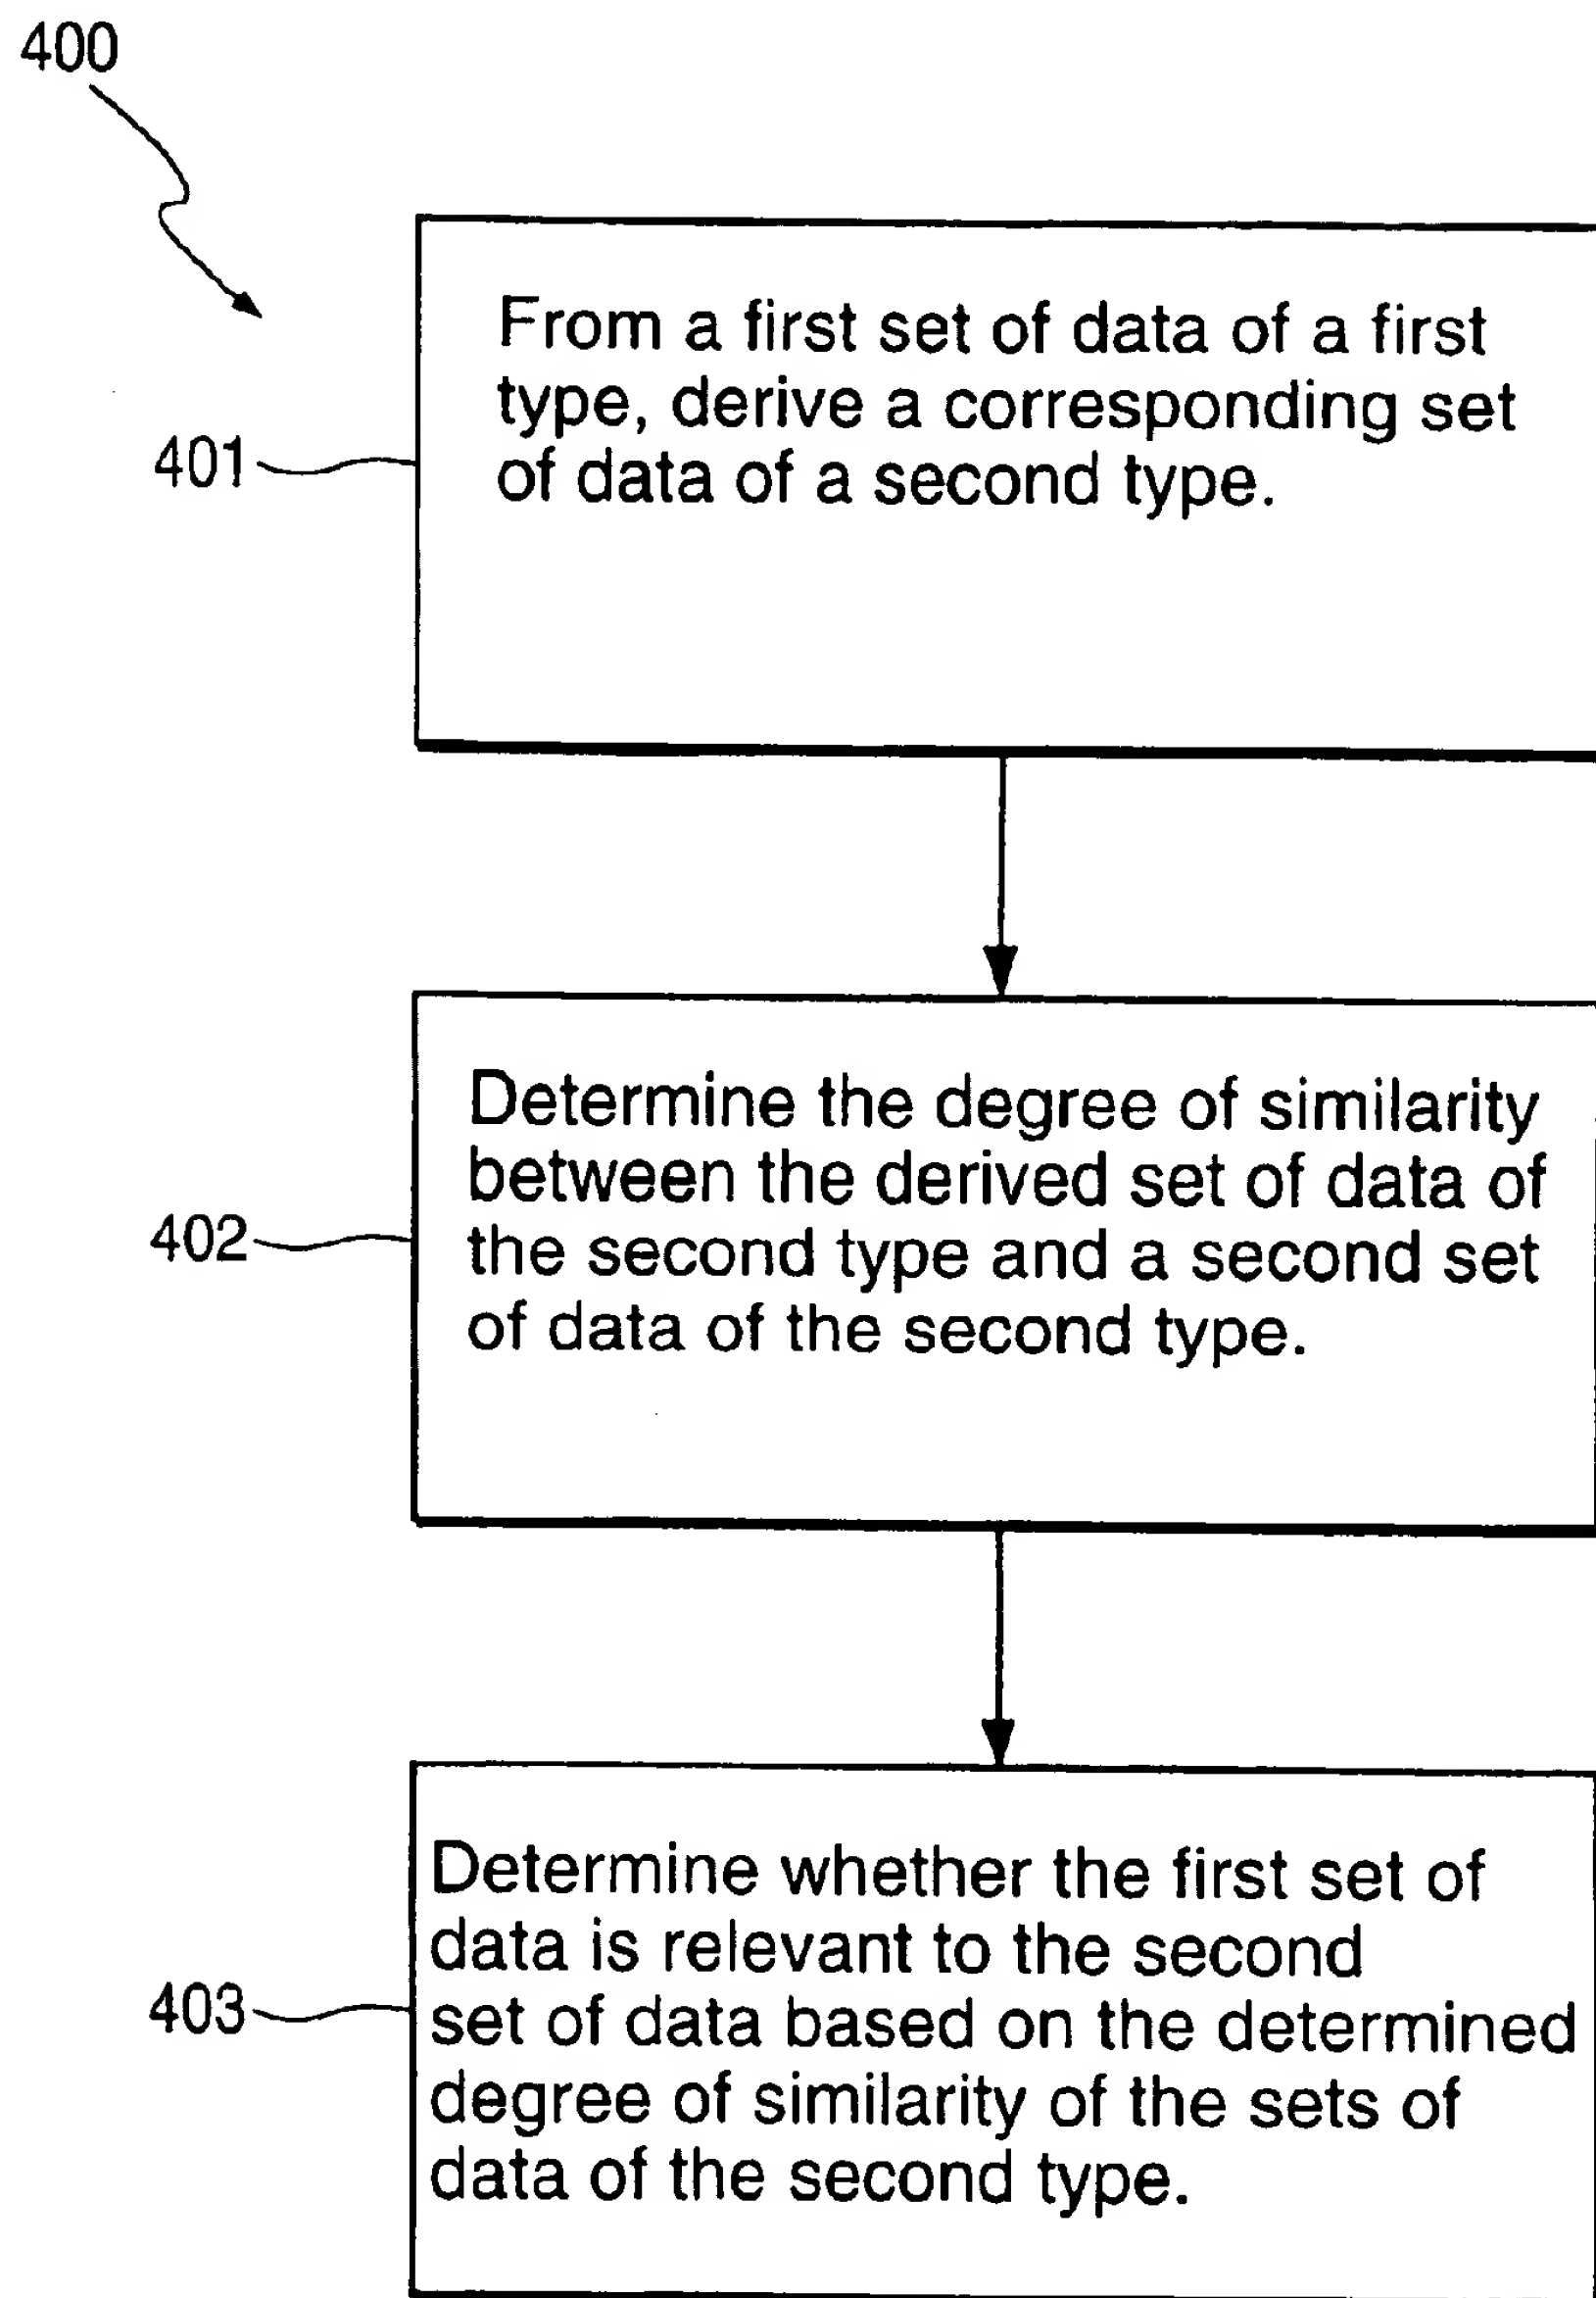 400
From a first set of data of a first
type, derive a corresponding set
of data of a second type.
401
Determine the degree of similarity
between the derived set of data of
the second type and a second set
of data of the second type.
402
Determine whether the first set of
data is relevant to the second
set of data based on the determined
degree of similarity of the sets of
data of the second type.
403